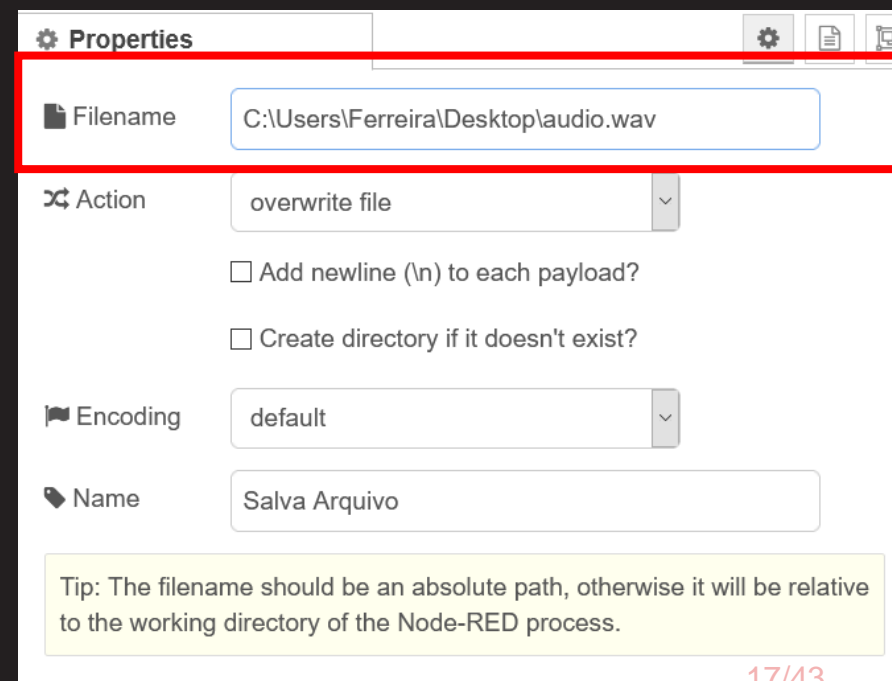 Properties
Filename
C:\Users\Ferreira\Desktop\audio.wav
Action
overwrite file
Add newline (\n) to each payload?
Create directory if it doesn't exist?
Encoding
default
Name
Salva Arquivo
Tip: The filename should be an absolute path, otherwise it will be relative
to the working directory of the Node-RED process.
17/43